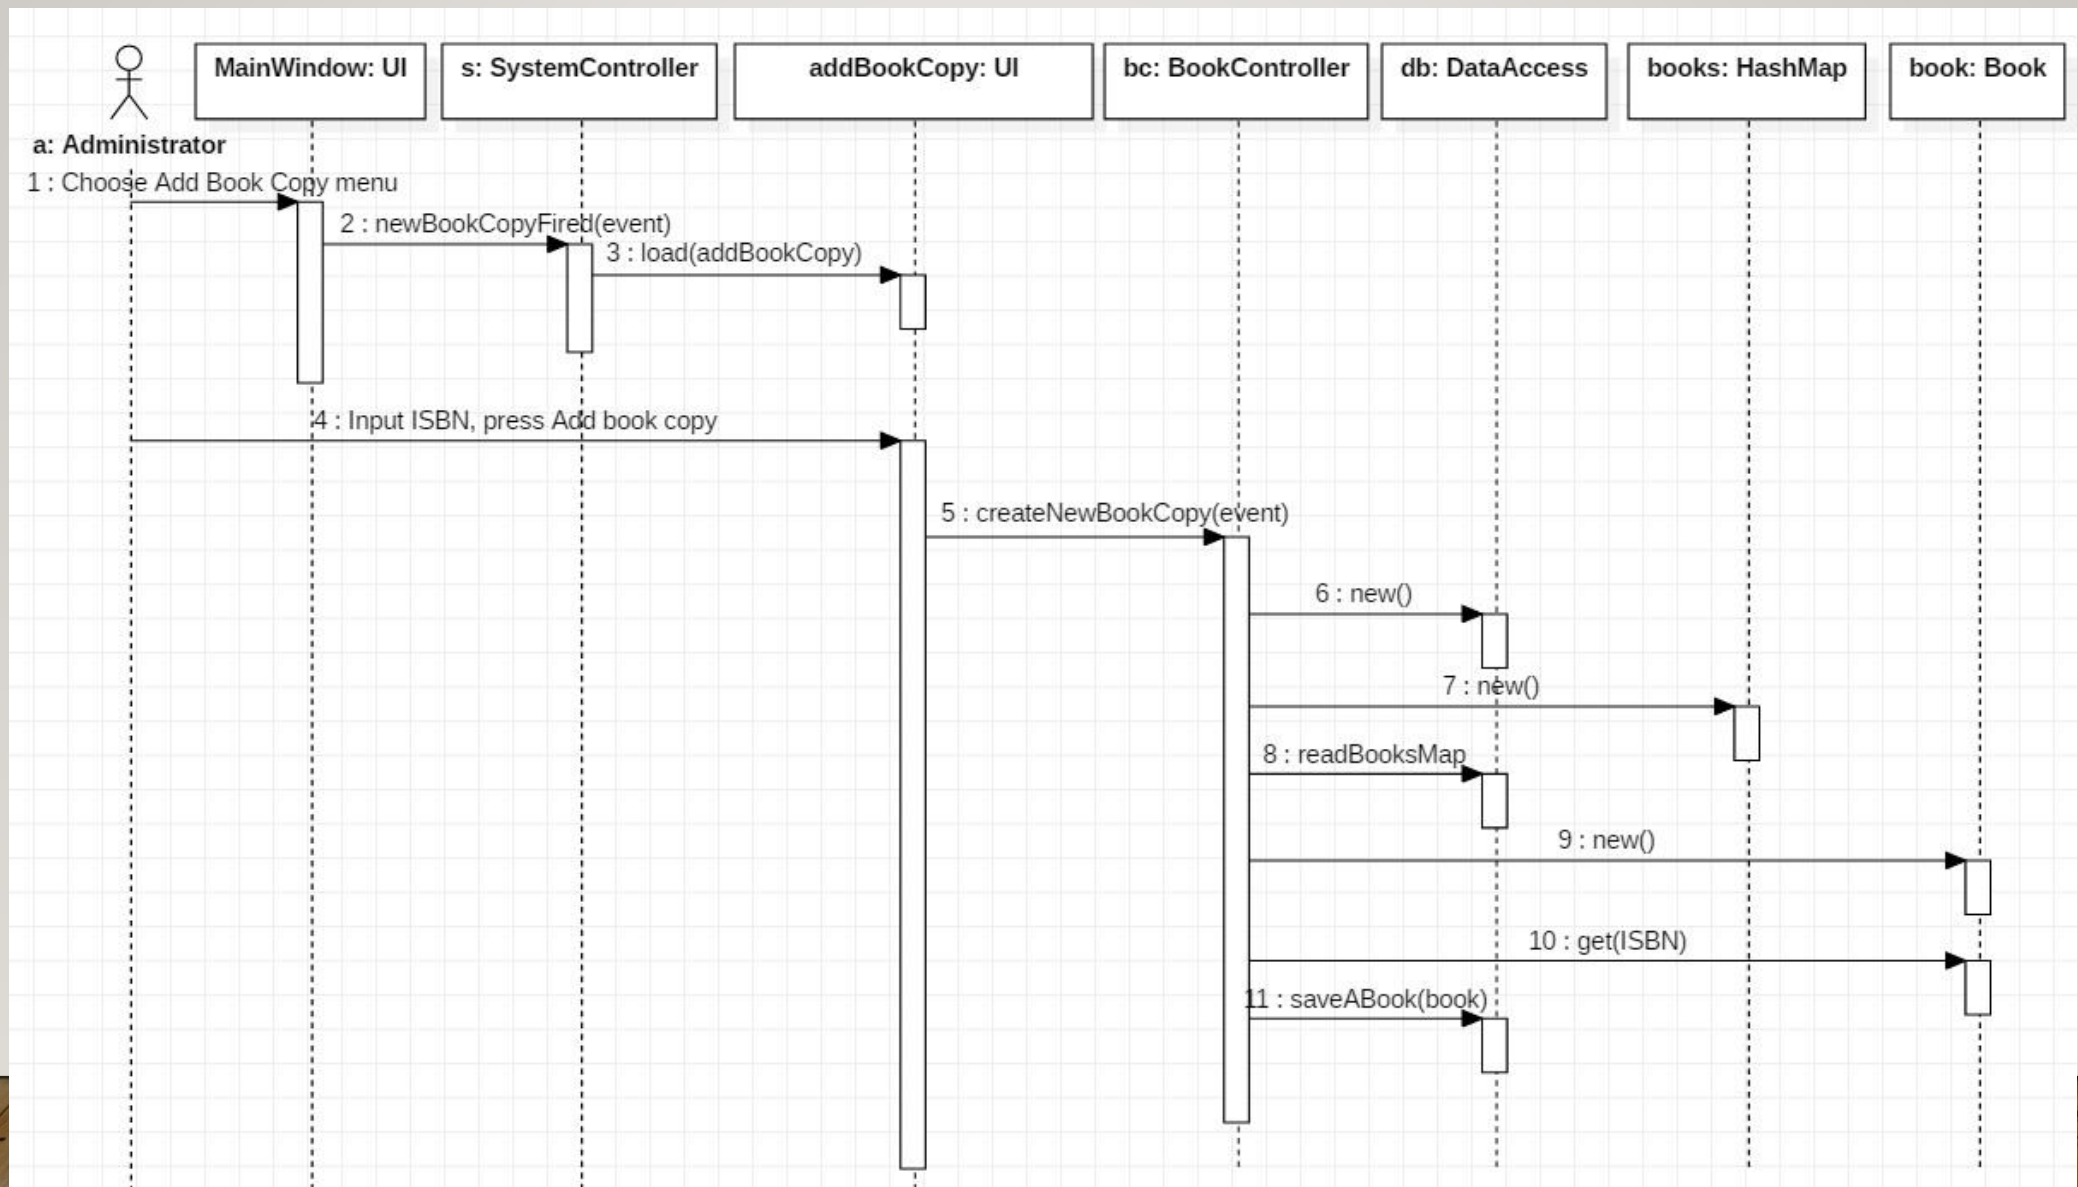 MainWindow: UI
s: SystemController
addBookCopy: UI
bc: BookController
db: DataAccess
books: HashMap
book: Book
a: Administrator
1 : Choose Add Book Copy menu
2 : newBookCopyFired(event)
3 : load(addBookCopy)
4 : Input ISBN, press Add book copy
5 : createNewBookCopy(event)
6 : new()
7 : new()
8 : readBooksMap
9 : new()
10 : get(ISBN)
11 : saveABook(book)